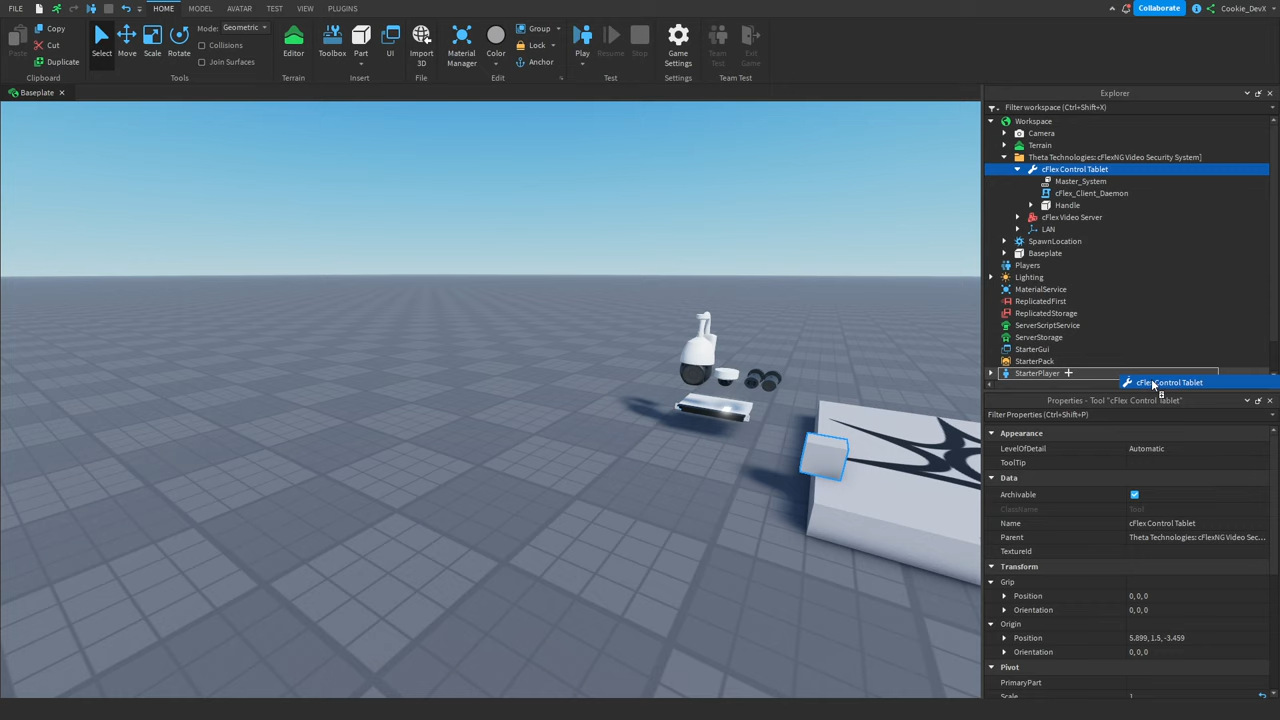 FILE HOME MODEL AVATAR TEST VIEW PLUGINS Collaborate Cookie_DevX
Paste Copy Cut Duplicate Clipboard
Select Move Scale Rotate Mode: Geometric Collisions Join Surfaces Tools
Editor Terrain
Toolbox Part UI Insert
Import 3D File
Material Manager Color Group Lock Anchor Edit
Play Resume Stop Test
Game Settings Settings
Team Test Exit Game Team Test
Baseplate
Explorer
Filter workspace (Ctrl+Shift+X)
Workspace
Camera
Terrain
Theta Technologies: cFlexNG Video Security System]
cFlex Control Tablet
Master_System
cFlex_Client_Daemon
Handle
cFlex Video Server
LAN
SpawnLocation
Baseplate
Players
Lighting
MaterialService
ReplicatedFirst
ReplicatedStorage
ServerScriptService
ServerStorage
StarterGui
StarterPack
StarterPlayer
cFlex Control Tablet
Properties - Tool "cFlex Control Tablet"
Filter Properties (Ctrl+Shift+P)
Appearance
LevelOfDetail Automatic
ToolTip
Data
Archivable
ClassName Tool
Name cFlex Control Tablet
Parent Theta Technologies: cFlexNG Video Sec...
TextureId
Transform
Grip
Position 0, 0, 0
Orientation 0, 0, 0
Origin
Position 5.899, 1.5, -3.459
Orientation 0, 0, 0
Pivot
PrimaryPart
Scale 1